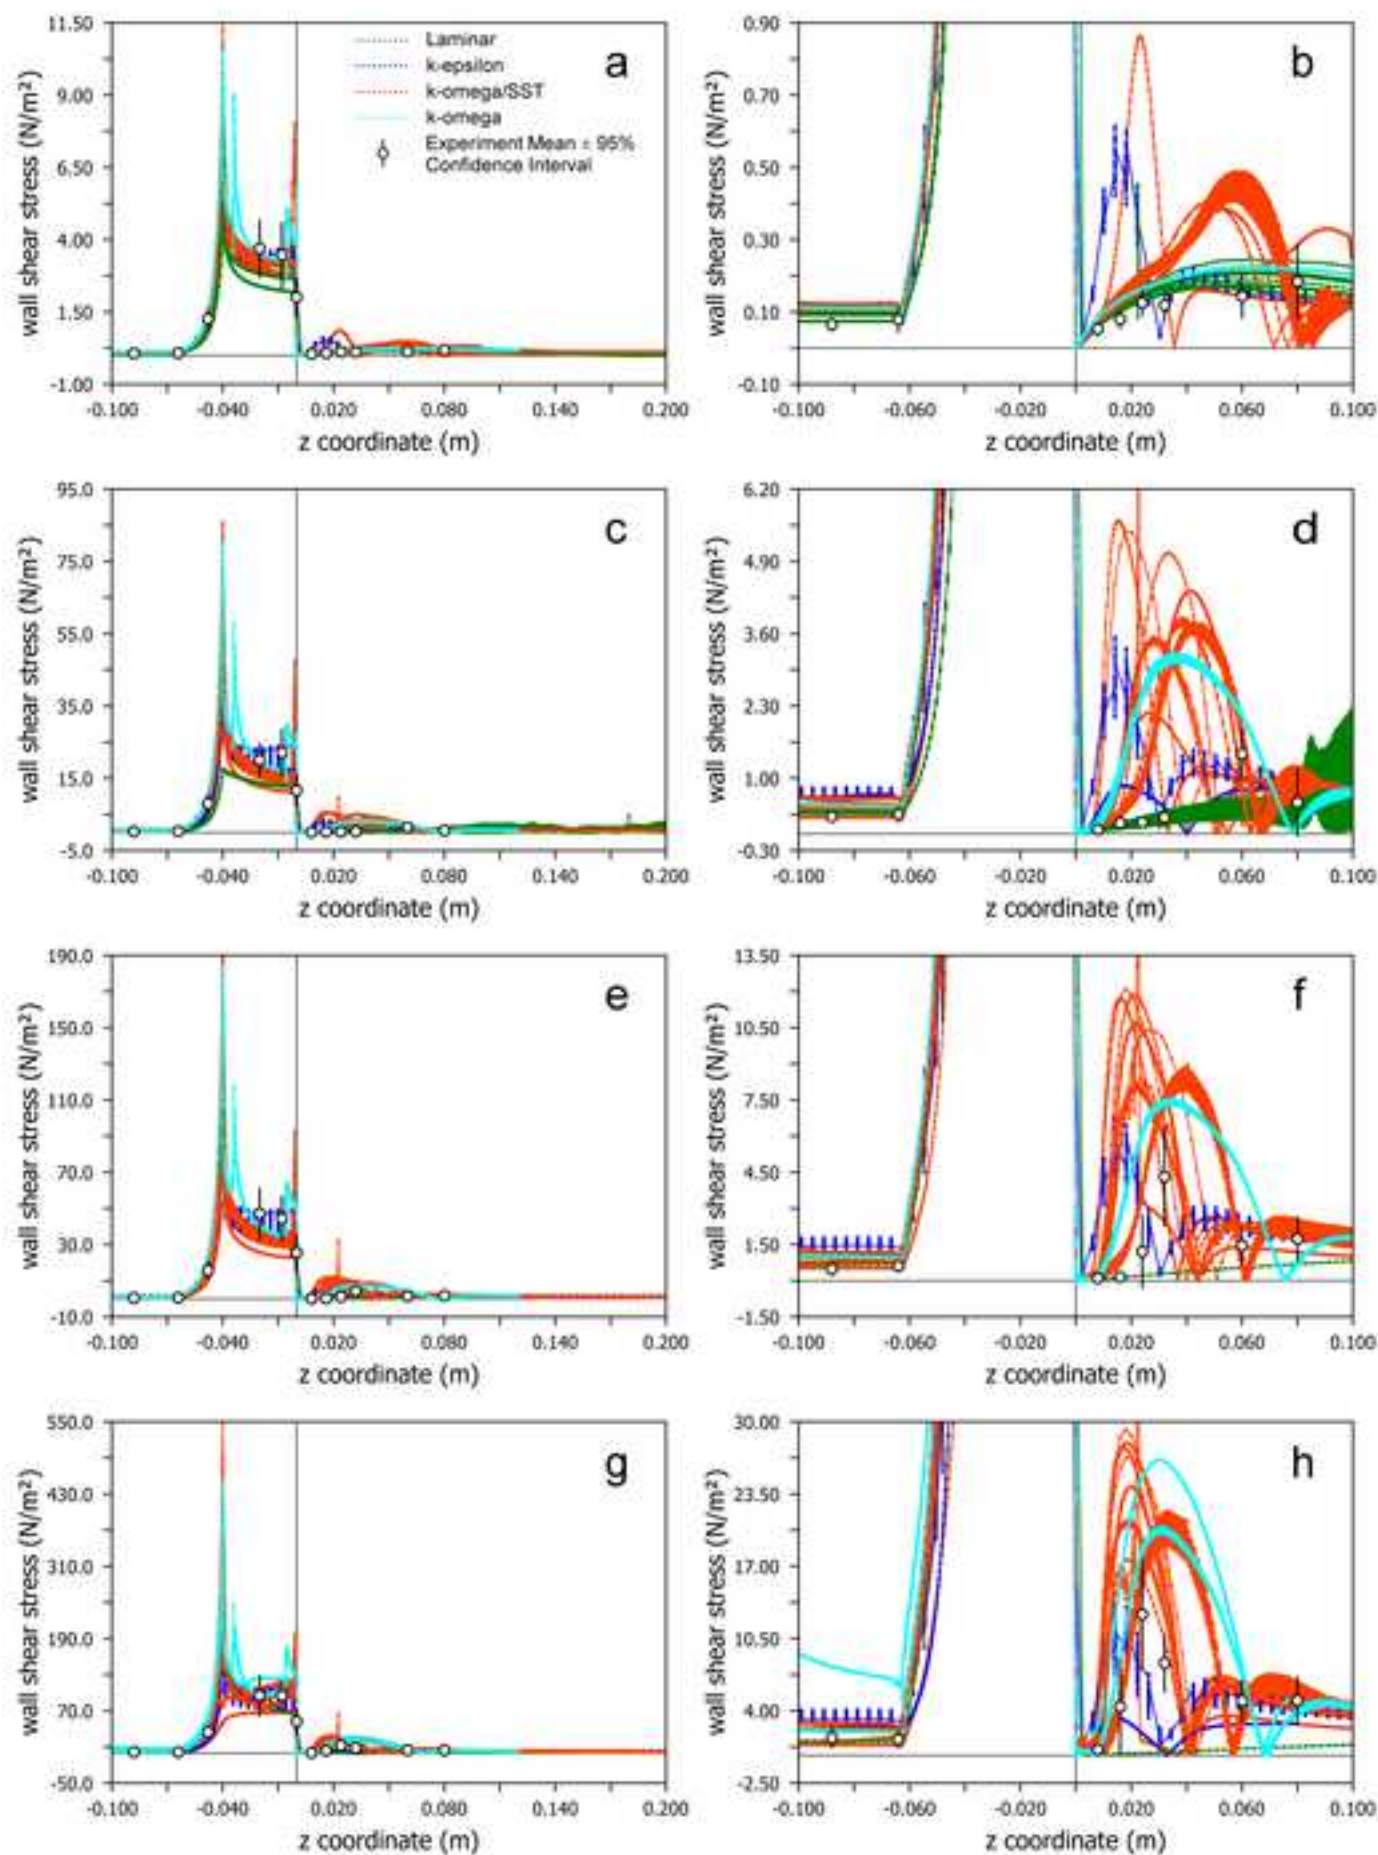 11.50
9.00
6.50
4.00
1.50
-1.00
wall shear stress (N/m²)
Laminar
k-epsilon
k-omega/SST
k-omega
Experiment Mean ± 95%
Confidence Interval
a
-0.100 -0.040 0.020 0.080 0.140 0.200
z coordinate (m)
0.90
0.70
0.50
0.30
0.10
-0.10
wall shear stress (N/m²)
b
-0.100 -0.060 -0.020 0.020 0.060 0.100
z coordinate (m)
95.0
75.0
55.0
35.0
15.0
-5.0
wall shear stress (N/m²)
c
-0.100 -0.040 0.020 0.080 0.140 0.200
z coordinate (m)
6.20
4.90
3.60
2.30
1.00
-0.30
wall shear stress (N/m²)
d
-0.100 -0.060 -0.020 0.020 0.060 0.100
z coordinate (m)
190.0
150.0
110.0
70.0
30.0
-10.0
wall shear stress (N/m²)
e
-0.100 -0.040 0.020 0.080 0.140 0.200
z coordinate (m)
13.50
10.50
7.50
4.50
1.50
-1.50
wall shear stress (N/m²)
f
-0.100 -0.060 -0.020 0.020 0.060 0.100
z coordinate (m)
550.0
430.0
310.0
190.0
70.0
-50.0
wall shear stress (N/m²)
g
-0.100 -0.040 0.020 0.080 0.140 0.200
z coordinate (m)
30.00
23.50
17.00
10.50
4.00
-2.50
wall shear stress (N/m²)
h
-0.100 -0.060 -0.020 0.020 0.060 0.100
z coordinate (m)